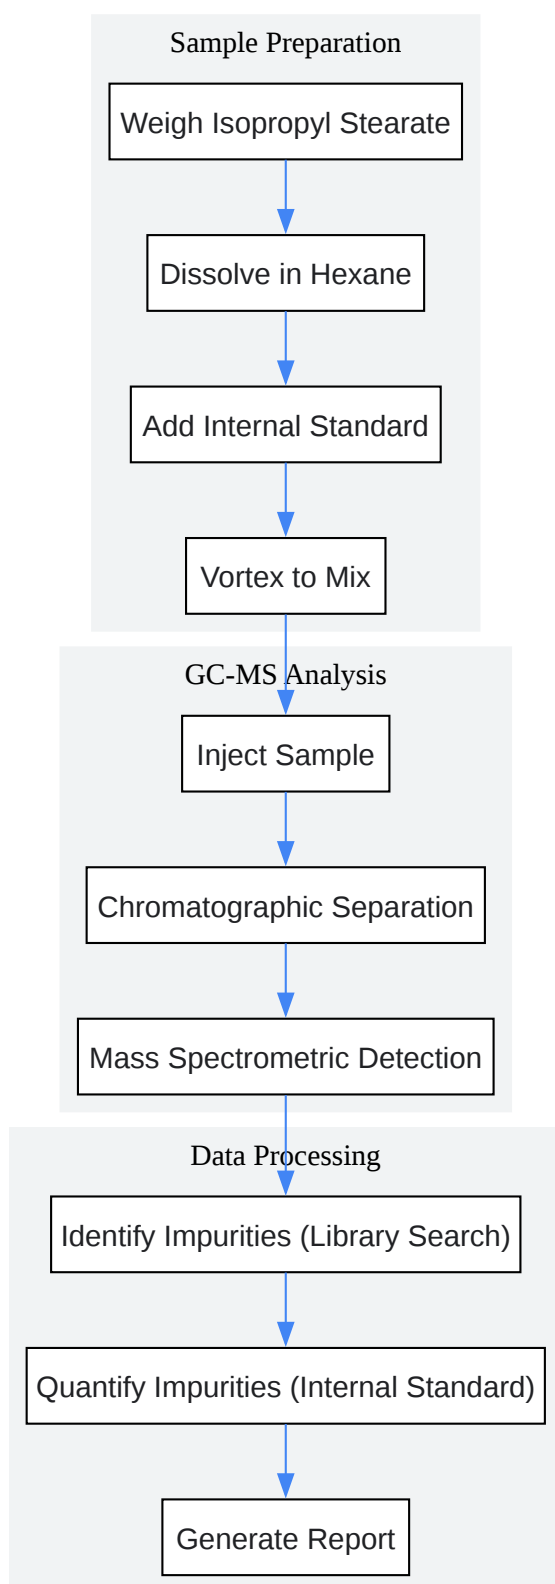 Sample Preparation
Weigh Isopropyl Stearate
Dissolve in Hexane
Add Internal Standard
Vortex to Mix
GC-MS Analysis
Inject Sample
Chromatographic Separation
Mass Spectrometric Detection
Data Processing
Identify Impurities (Library Search)
Quantify Impurities (Internal Standard)
Generate Report